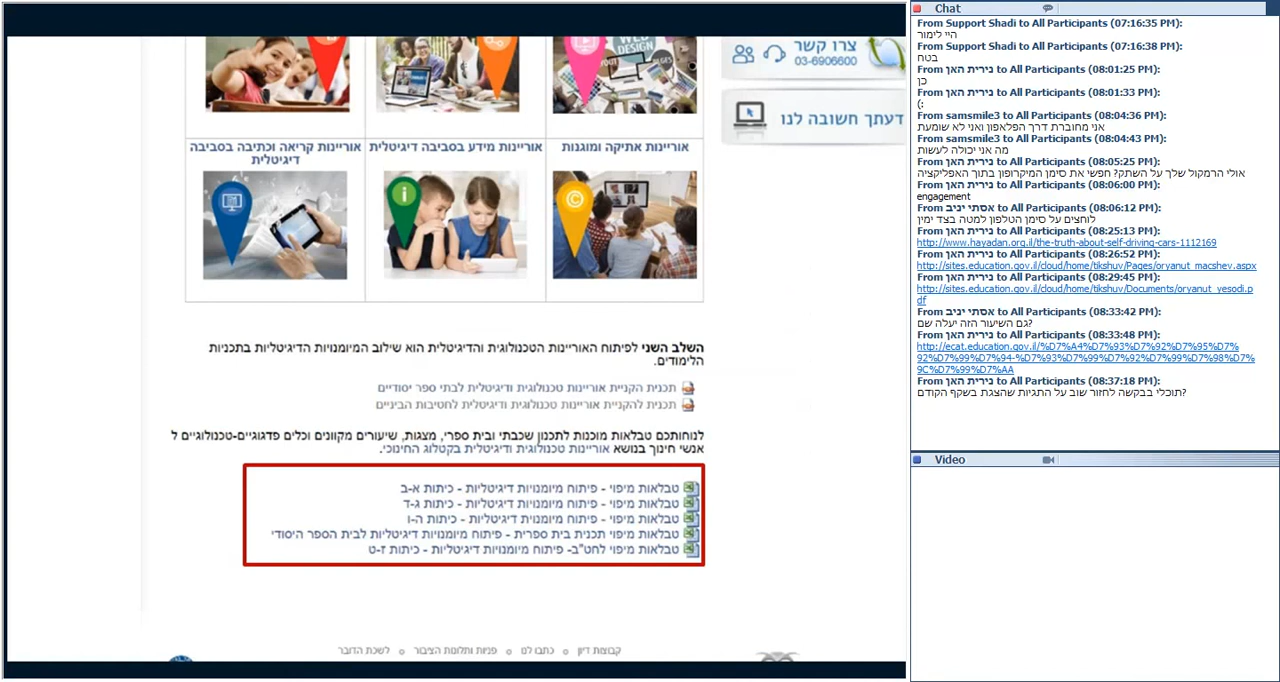 צרו קשר
03-6906600
דעתך חשובה לנו
אוריינות אתיקה ומוגנות
אוריינות מידע בסביבה דיגיטלית
אוריינות קריאה וכתיבה בסביבה
דיגיטלית
WEB
DESIGN
השלב השני לפיתוח האוריינות הטכנולוגית והדיגיטלית הוא שילוב המיומנויות הדיגיטליות בתכניות
הלימודים.
תכנית הקניית אוריינות טכנולוגית ודיגיטלית לבתי ספר יסודיים
תכנית להקניית אוריינות טכנולוגית ודיגיטלית לחטיבות הביניים
לנוחותכם טבלאות מוכנות לתכנון שכבתי ובית ספרי, מצגות, שיעורים מקוונים וכלים פדגוגיים-טכנולוגיים ל
אנשי חינוך בנושא אוריינות טכנולוגית ודיגיטלית בקטלוג החינוכי.
טבלאות מיפוי - פיתוח מיומנויות דיגיטליות - כיתות א-ב
טבלאות מיפוי - פיתוח מיומנויות דיגיטליות - כיתות ג-ד
טבלאות מיפוי - פיתוח מיומנויות דיגיטליות - כיתות ה-ו
טבלאות מיפוי תכנית בית ספרית - פיתוח מיומנויות דיגיטליות לבית הספר היסודי
טבלאות מיפוי לחט"ב- פיתוח מיומנויות דיגיטליות - כיתות ז-ט
קבוצות דיון
כתבו לנו
פניות ותלונות הציבור
לשכת הדובר
Chat
From Support Shadi to All Participants (07:16:35 PM):
היי לימור
From Support Shadi to All Participants (07:16:38 PM):
בטח
From נירית האן to All Participants (08:01:25 PM):
כן
From נירית האן to All Participants (08:01:33 PM):
(:
From samsmile3 to All Participants (08:04:36 PM):
אני מחוברת דרך הפלאפון ואני לא שומעת
From samsmile3 to All Participants (08:04:43 PM):
מה אני יכולה לעשות
From נירית האן to All Participants (08:05:25 PM):
אולי הרמקול שלך על השתק? חפשי את סימן המיקרופון בתוך האפליקציה
From נירית האן to All Participants (08:06:00 PM):
engagement
From אסתי יניב to All Participants (08:06:12 PM):
לוחצים על סימן הטלפון למטה בצד ימין
From נירית האן to All Participants (08:25:13 PM):
http://www.hayadan.org.il/the-truth-about-self-driving-cars-1112169
From נירית האן to All Participants (08:26:52 PM):
http://sites.education.gov.il/cloud/home/tikshuv/Pages/oryanut_macshev.aspx
From נירית האן to All Participants (08:29:45 PM):
http://sites.education.gov.il/cloud/home/tikshuv/Documents/oryanut_yesodi.p
df
From אסתי יניב to All Participants (08:33:42 PM):
גם השיעור הזה יעלה שם?
From נירית האן to All Participants (08:33:48 PM):
http://ecat.education.gov.il/%D7%A4%D7%93%D7%92%D7%95%D7%
92%D7%99%D7%94-%D7%93%D7%99%D7%92%D7%99%D7%98%D7%
9C%D7%99%D7%AA
From נירית האן to All Participants (08:37:18 PM):
תוכלי בבקשה לחזור שוב על התגיות שהצגת בשקף הקודם?
Video